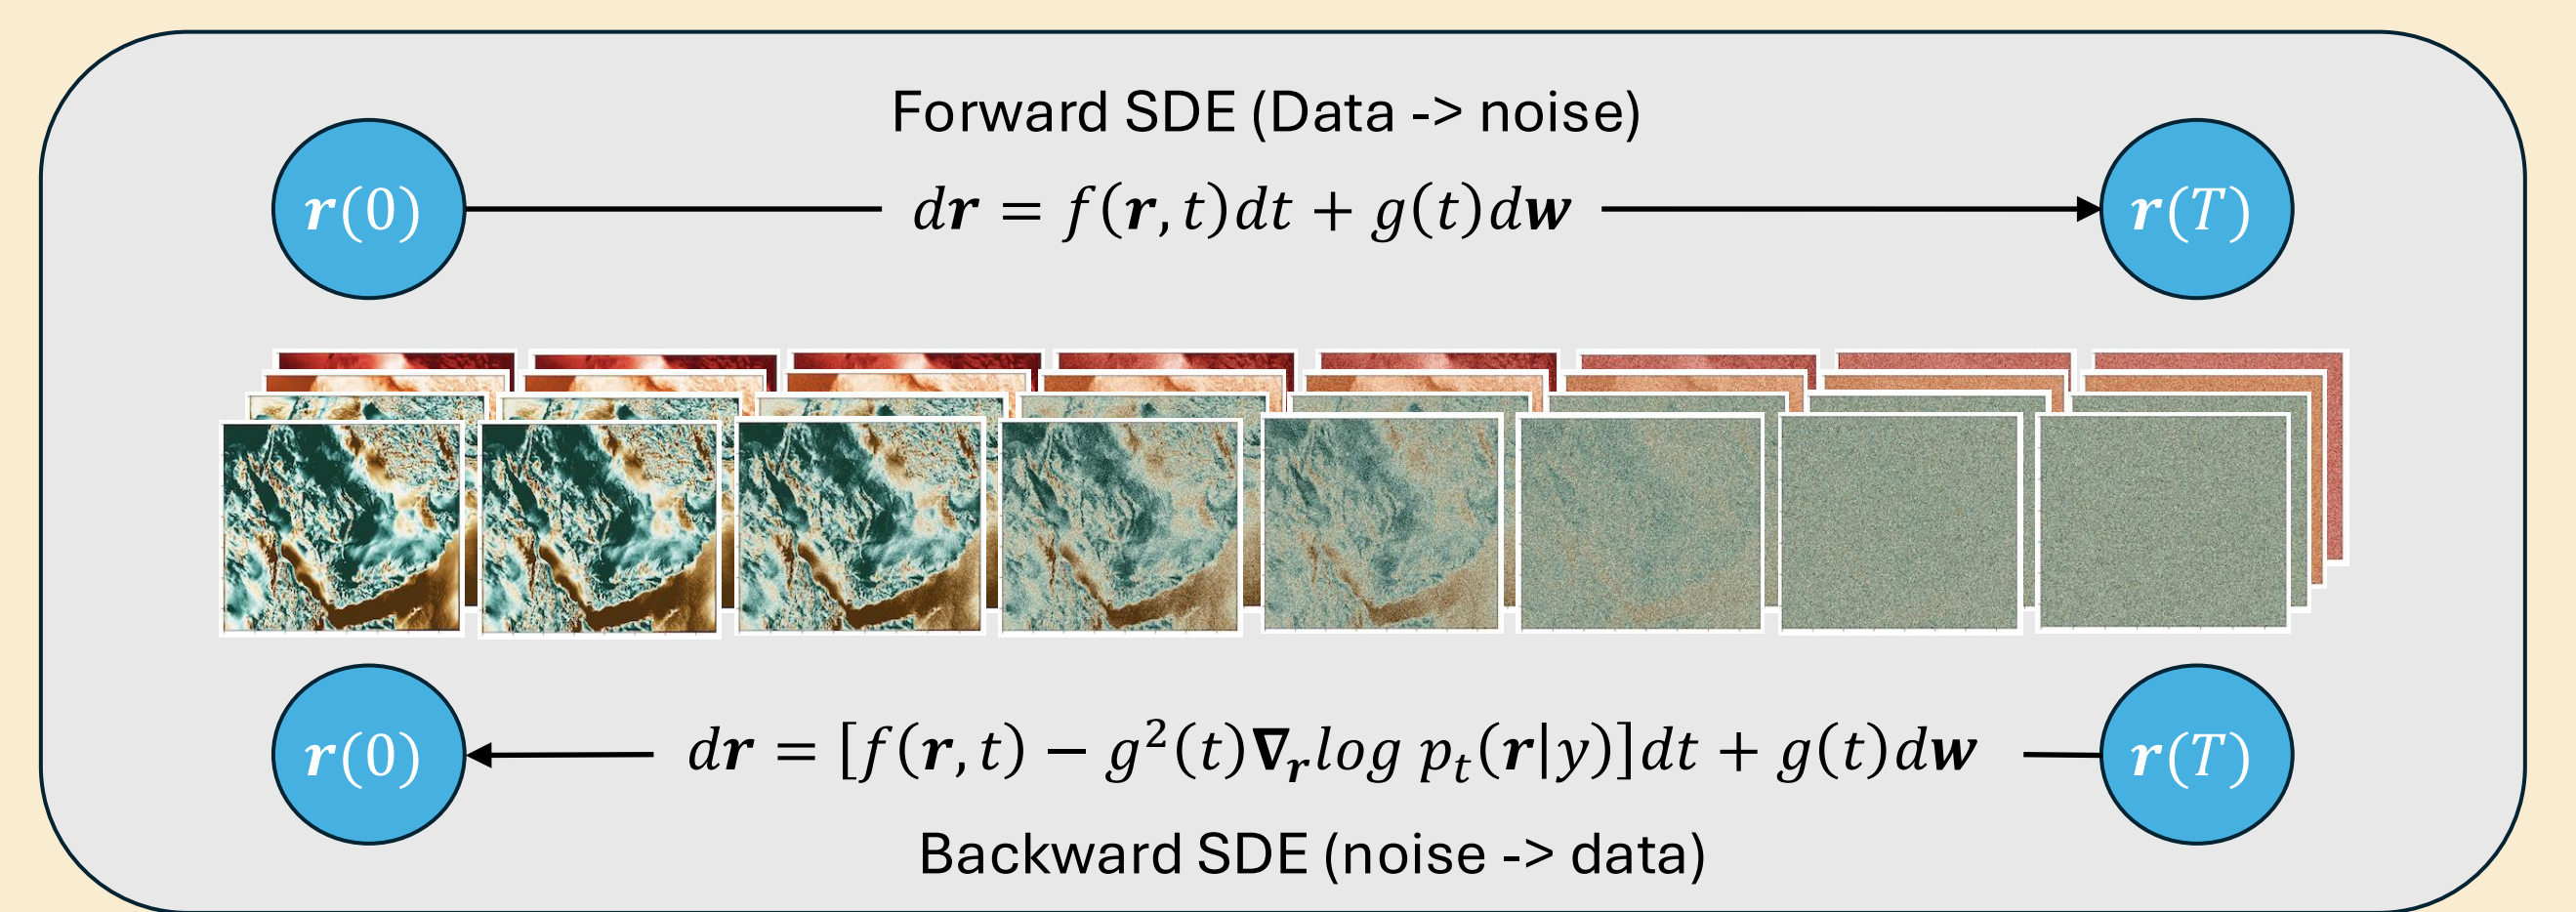 Forward SDE (Data -> noise)
r(0) dr = f(r, t)dt + g(t)dw r(T)
r(0) dr = [f(r, t) − g²(t)∇ᵣlog pₜ(r|y)]dt + g(t)dw r(T)
Backward SDE (noise -> data)